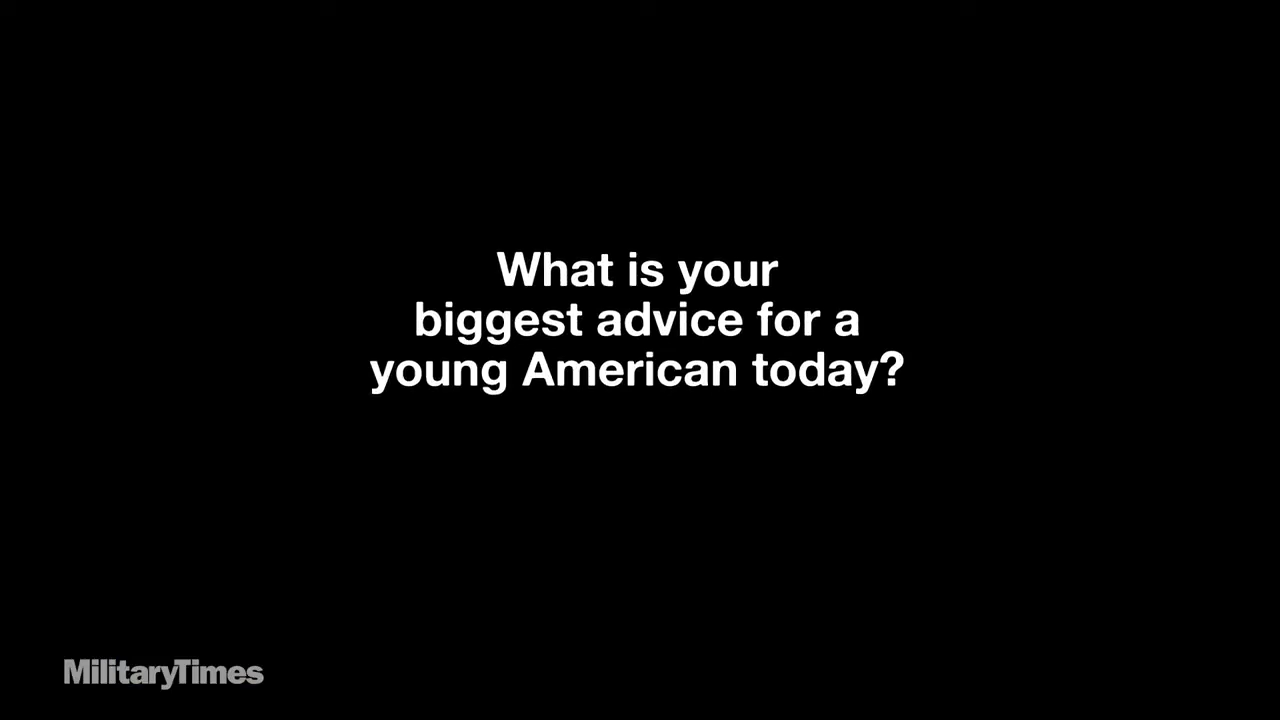 What is your
biggest advice for a
young American today?
MilitaryTimes